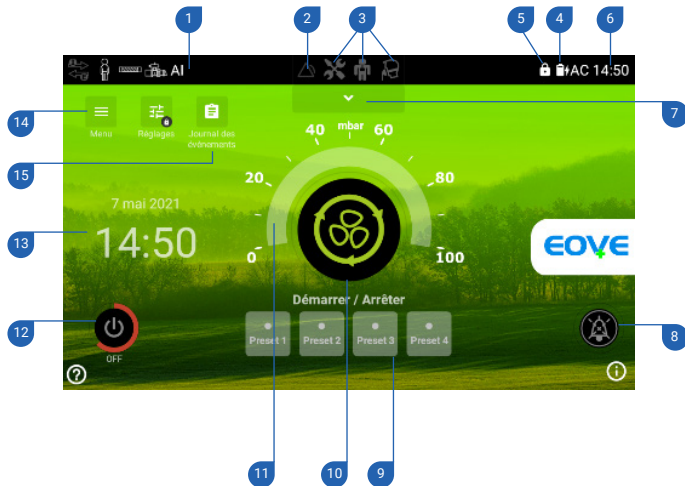 1
2
3
5
4
6
AI
AC 14:50
14
Menu
Réglages
Journal des
évènements
7
15
mbar
40
60
20
80
0
100
7 mai 2021
13
14:50
EOVE
Démarrer / Arrêter
12
OFF
Preset 1
Preset 2
Preset 3
Preset 4
8
?
i
11
10
9